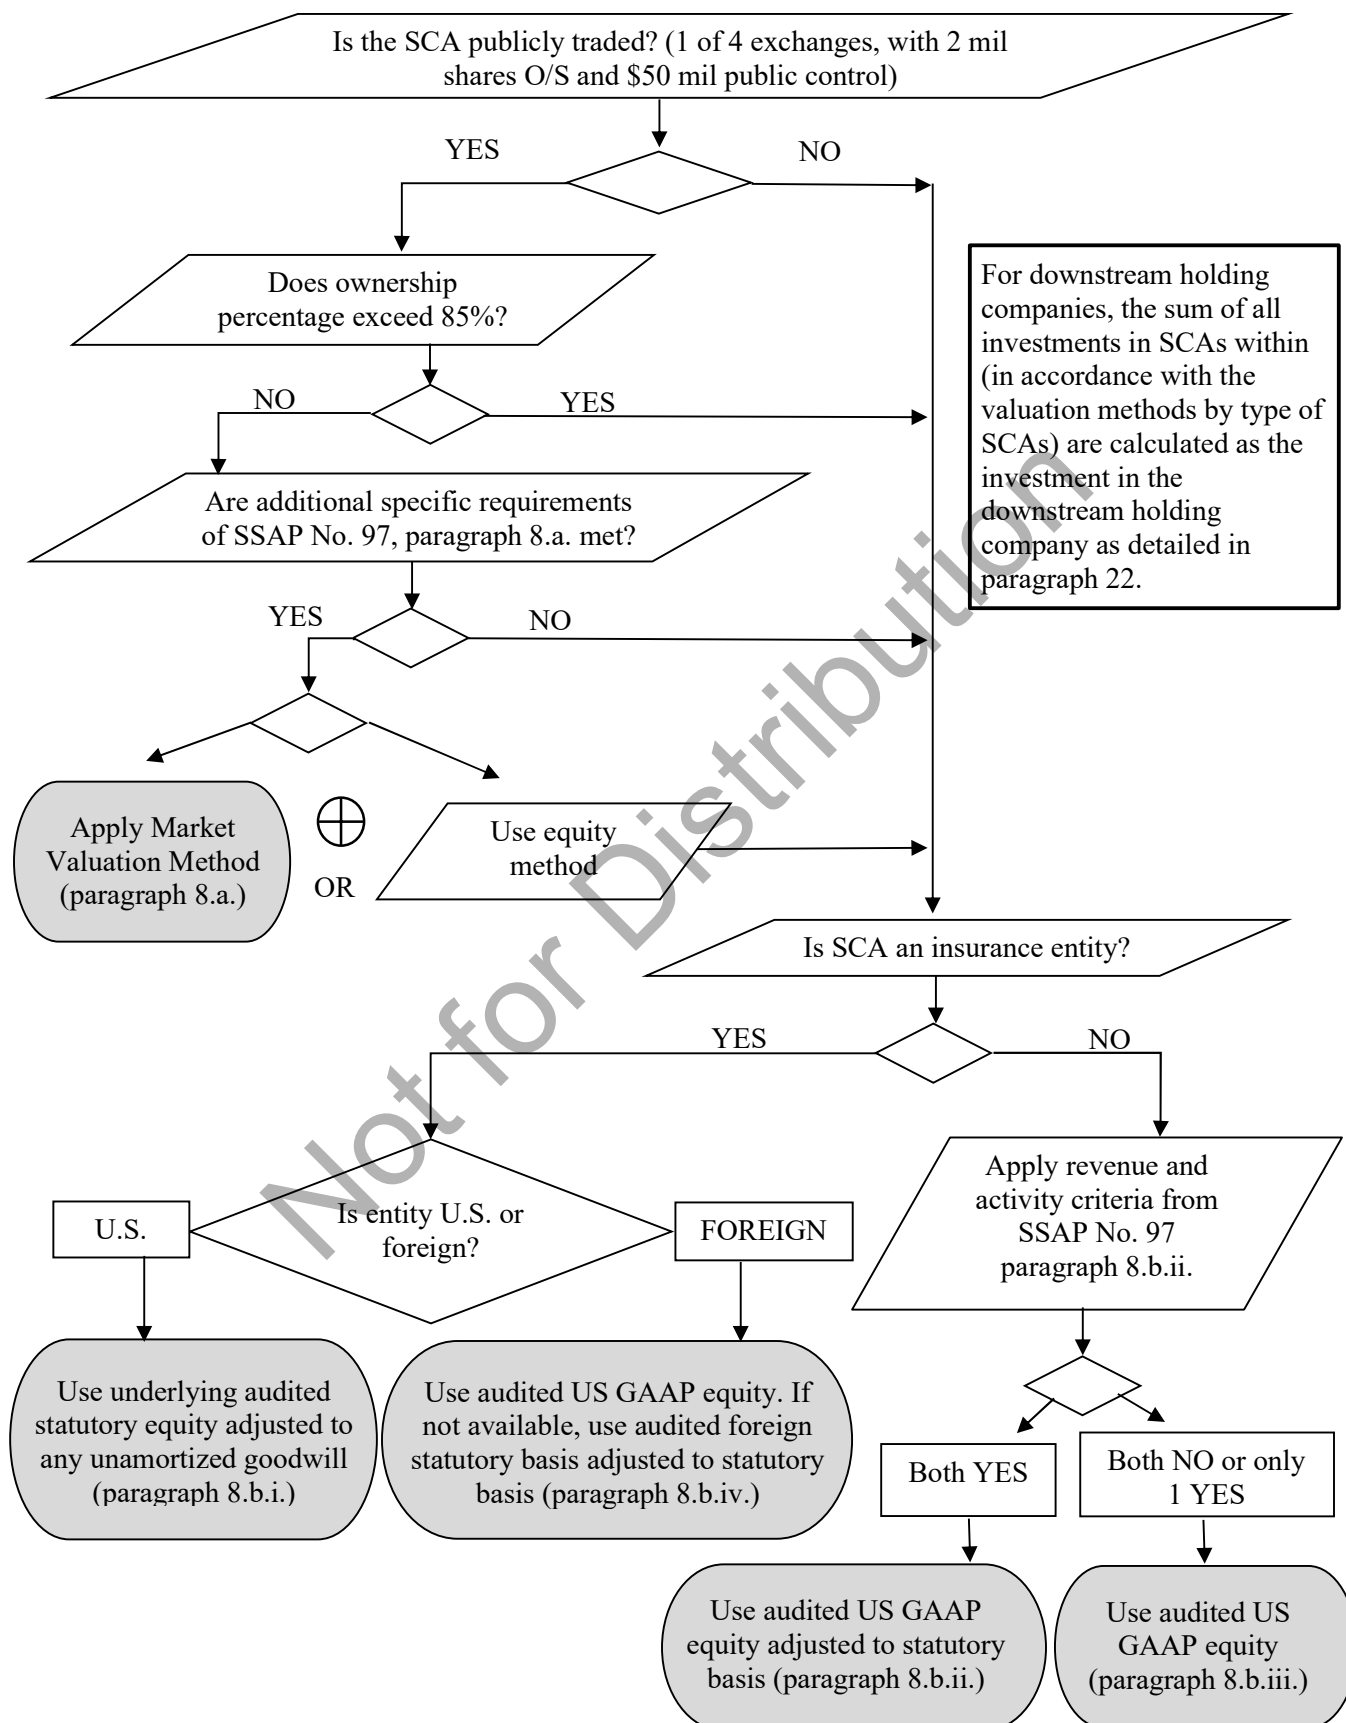 Is the SCA publicly traded? (1 of 4 exchanges, with 2 mil
shares O/S and $50 mil public control)
YES
NO
Does ownership
percentage exceed 85%?
For downstream holding
companies, the sum of all
investments in SCAs within
(in accordance with the
valuation methods by type of
SCAs) are calculated as the
investment in the
downstream holding
company as detailed in
paragraph 22.
NO
YES
Are additional specific requirements
of SSAP No. 97, paragraph 8.a. met?
YES
NO
Apply Market
Valuation Method
(paragraph 8.a.)
OR
Use equity
method
Is SCA an insurance entity?
YES
NO
Apply revenue and
activity criteria from
SSAP No. 97
paragraph 8.b.ii.
U.S.
Is entity U.S. or
foreign?
FOREIGN
Use underlying audited
statutory equity adjusted to
any unamortized goodwill
(paragraph 8.b.i.)
Use audited US GAAP equity. If
not available, use audited foreign
statutory basis adjusted to statutory
basis (paragraph 8.b.iv.)
Both YES
Both NO or only
1 YES
Use audited US GAAP
equity adjusted to statutory
basis (paragraph 8.b.ii.)
Use audited US
GAAP equity
(paragraph 8.b.iii.)
Not for Distribution